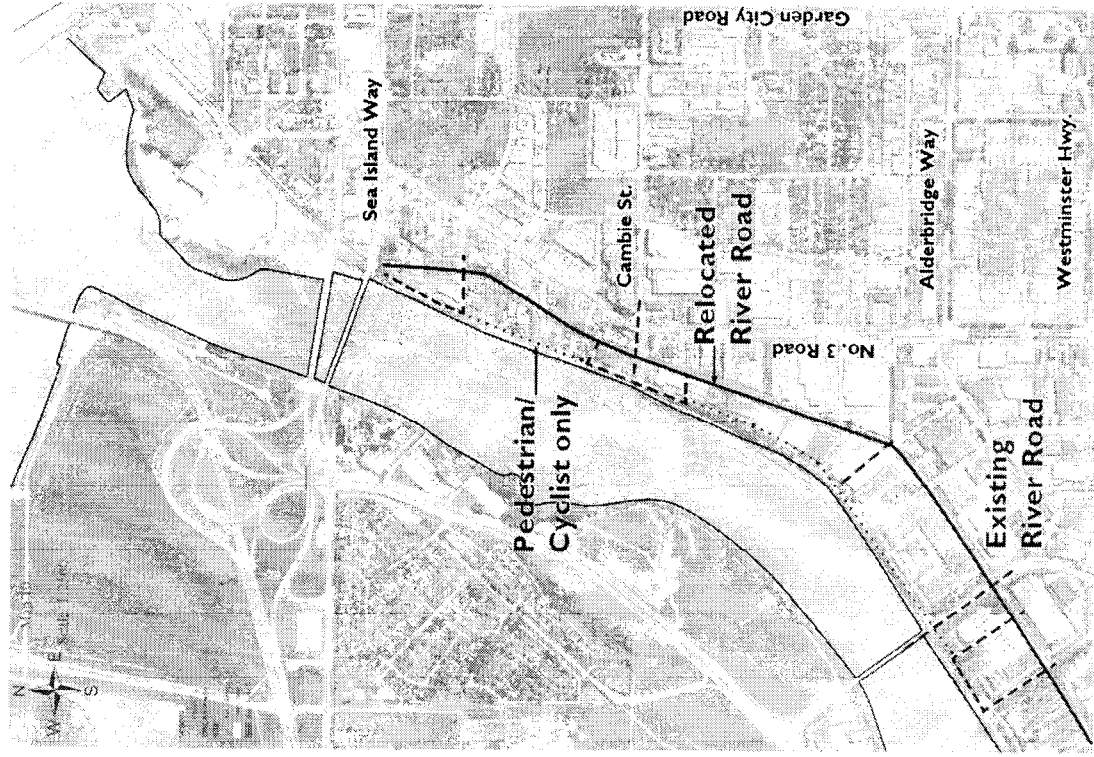 N
W E
S
Garden City Road
Sea Island Way
Cambie St.
Relocated
River Road
Alderbridge Way
Westminster Hwy.
No. 3 Road
Pedestrian/
Cyclist only
Existing
River Road